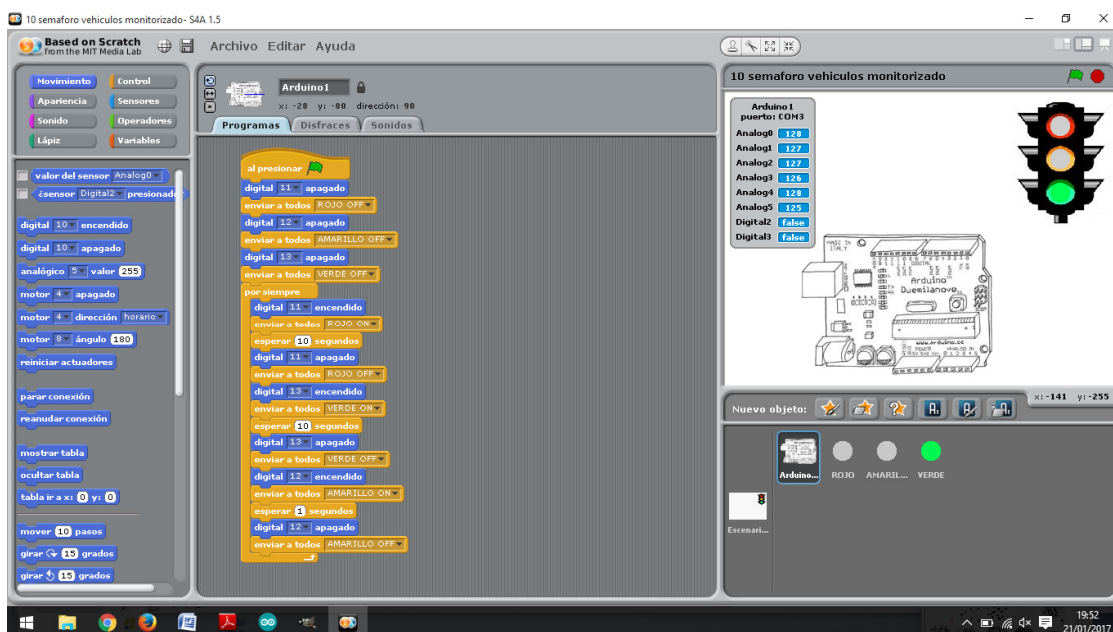 10 semaforo vehiculos monitorizado- S4A 1.5
Based on Scratch
from the MIT Media Lab
Archivo Editar Ayuda
Movimiento Control
Apariencia Sensores
Sonido Operadores
Lápiz Variables
valor del sensor Analog0
¿sensor Digital2 presionad
digital 10 encendido
digital 10 apagado
analógico 5 valor 255
motor 4 apagado
motor 4 dirección horario
motor 8 ángulo 180
reiniciar actuadores
parar conexión
reanudar conexión
mostrar tabla
ocultar tabla
tabla ir a x: 0 y: 0
mover 10 pasos
girar 15 grados
girar 15 grados
Arduino1
x: -28 y: -80 dirección: 90
Programas Disfraces Sonidos
al presionar
digital 11 apagado
enviar a todos ROJO OFF
digital 12 apagado
enviar a todos AMARILLO OFF
digital 13 apagado
enviar a todos VERDE OFF
por siempre
digital 11 encendido
enviar a todos ROJO ON
esperar 10 segundos
digital 11 apagado
enviar a todos ROJO OFF
digital 13 encendido
enviar a todos VERDE ON
esperar 10 segundos
digital 13 apagado
enviar a todos VERDE OFF
digital 12 encendido
enviar a todos AMARILLO ON
esperar 1 segundos
digital 12 apagado
enviar a todos AMARILLO OFF
10 semaforo vehiculos monitorizado
Arduino1
puerto: COM3
Analog0 128
Analog1 127
Analog2 127
Analog3 126
Analog4 128
Analog5 125
Digital2 false
Digital3 false
MADE IN
ITALY
DIGITAL
Arduino
Duemilanove
www.arduino.cc
POWER
x: -141 y: -255
Nuevo objeto:
Arduino... ROJO AMARIL... VERDE
Escenari...
19:52
21/01/2017